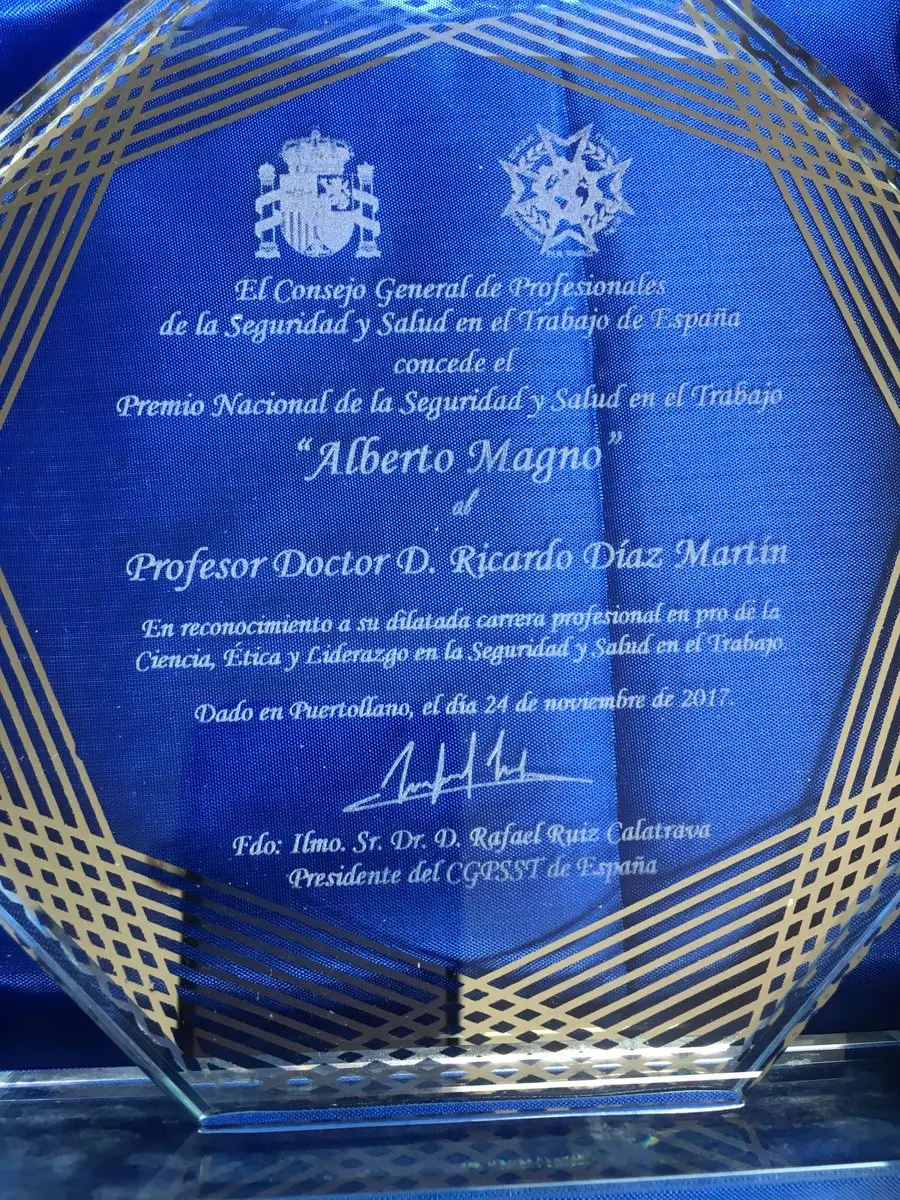 El Consejo General de Profesionales
de la Seguridad y Salud en el Trabajo de España
concede el
Premio Nacional de la Seguridad y Salud en el Trabajo
“Alberto Magno”
al
Profesor Doctor D. Ricardo Díaz Martín
En reconocimiento a su dilatada carrera profesional en pro de la
Ciencia, Ética y Liderazgo en la Seguridad y Salud en el Trabajo
Dado en Puertollano, el día 24 de noviembre de 2017.
Fdo: Ilmo. Sr. Dr. D. Rafael Ruiz Calatrava
Presidente del CGPSST de España